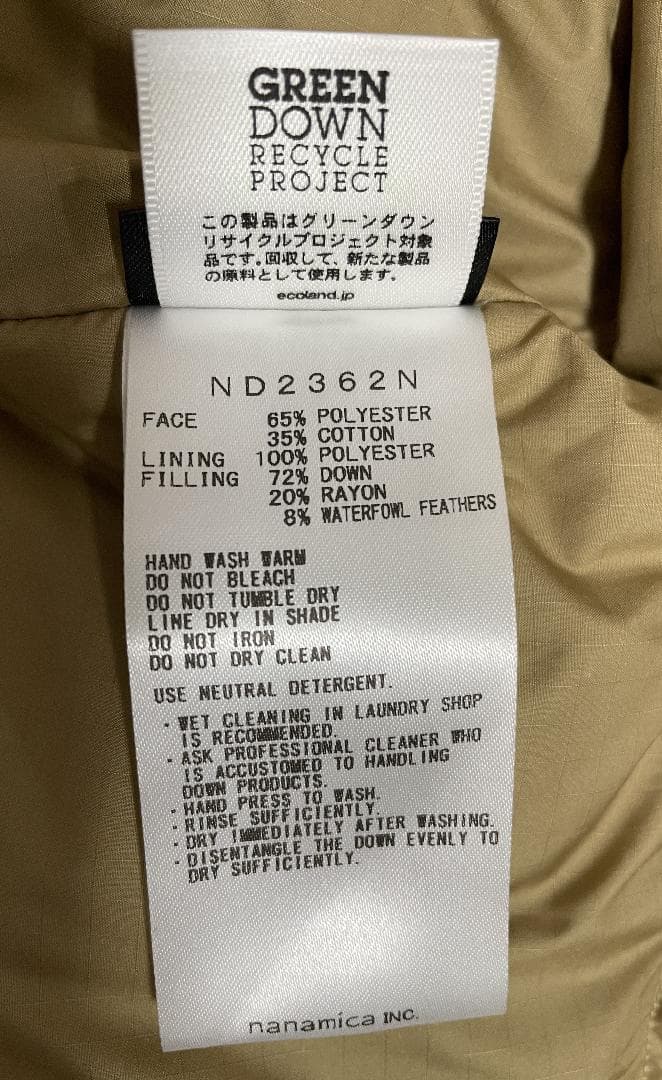 GREEN
DOWN
RECYCLE
PROJECT
この製品はグリーンダウン
リサイクルプロジェクト対象
品です。回収して、新たな製品
の原料として使用します。
ecoland.jp
ND2362N
FACE 65% POLYESTER
35% COTTON
LINING 100% POLYESTER
FILLING 72% DOWN
20% RAYON
8% WATERFOWL FEATHERS
HAND WASH WARM
DO NOT BLEACH
DO NOT TUMBLE DRY
LINE DRY IN SHADE
DO NOT IRON
DO NOT DRY CLEAN
USE NEUTRAL DETERGENT.
・WET CLEANING IN LAUNDRY SHOP
IS RECOMMENDED.
・ASK PROFESSIONAL CLEANER WHO
IS ACCUSTOMED TO HANDLING
DOWN PRODUCTS.
・HAND PRESS TO WASH.
・RINSE SUFFICIENTLY.
・DRY IMMEDIATELY AFTER WASHING.
・DISENTANGLE THE DOWN EVENLY TO
DRY SUFFICIENTLY.
nanamica INC.